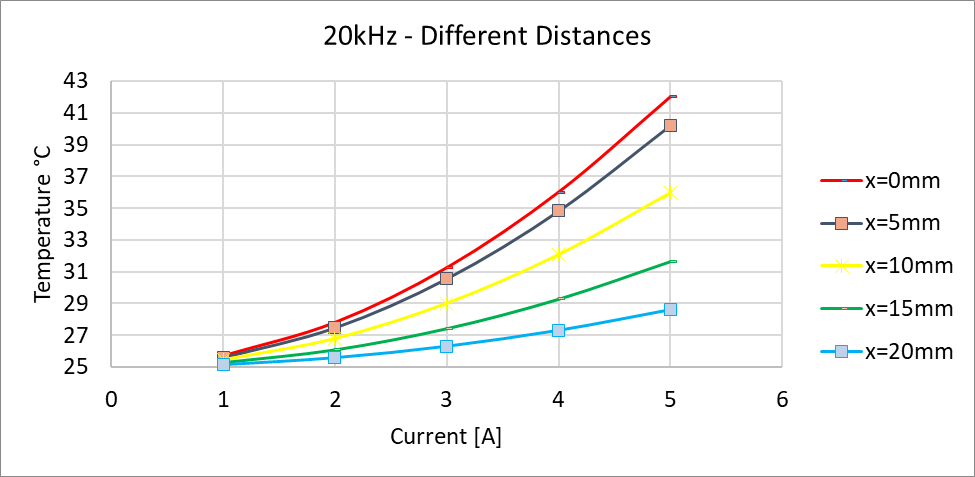 20kHz - Different Distances
43
41
39
37
35
33
31
29
27
25
Temperature °C
0 1 2 3 4 5 6
Current [A]
x=0mm
x=5mm
x=10mm
x=15mm
x=20mm